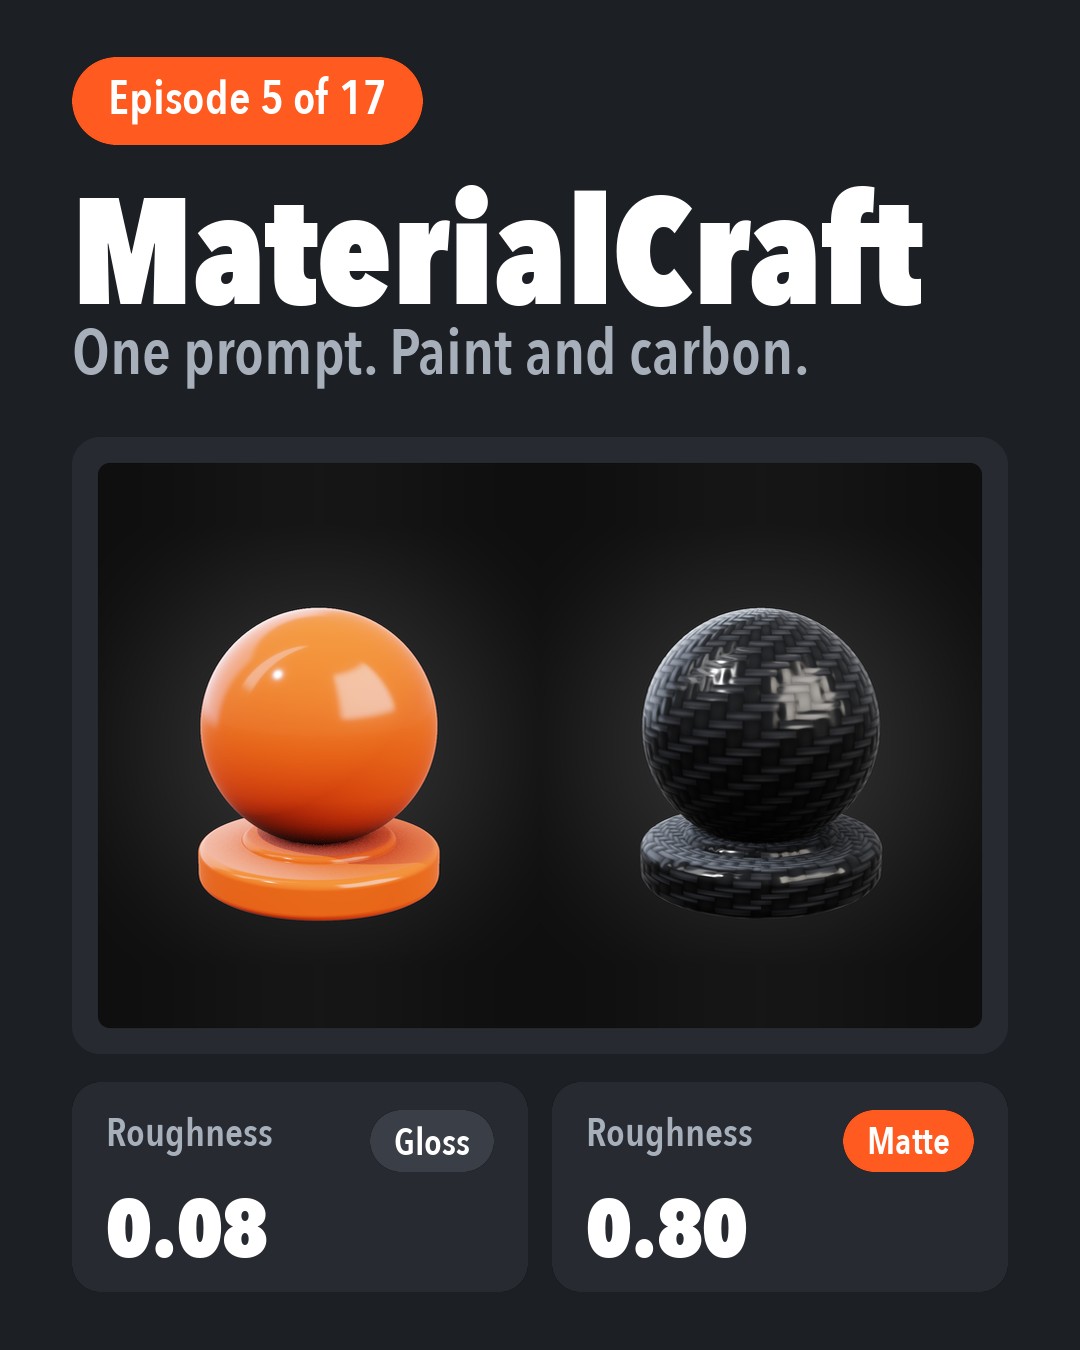 Episode 5 of 17
MaterialCraft
One prompt. Paint and carbon.
Roughness
Gloss
0.08
Roughness
Matte
0.80